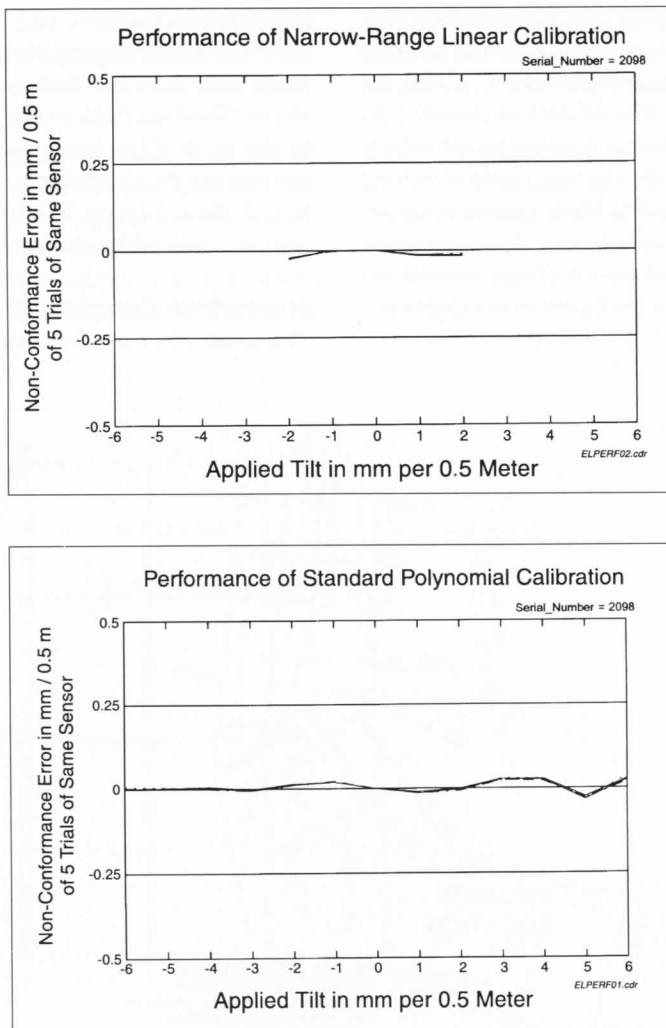 Performance of Narrow-Range Linear Calibration
Serial_Number = 2098
Non-Conformance Error in mm / 0.5 m
of 5 Trials of Same Sensor
0.5
0.25
0
-0.25
-0.5
-6 -5 -4 -3 -2 -1 0 1 2 3 4 5 6
Applied Tilt in mm per 0.5 Meter
ELPERF02.cdr
Performance of Standard Polynomial Calibration
Serial_Number = 2098
Non-Conformance Error in mm / 0.5 m
of 5 Trials of Same Sensor
0.5
0.25
0
-0.25
-0.5
-6 -5 -4 -3 -2 -1 0 1 2 3 4 5 6
Applied Tilt in mm per 0.5 Meter
ELPERF01.cdr